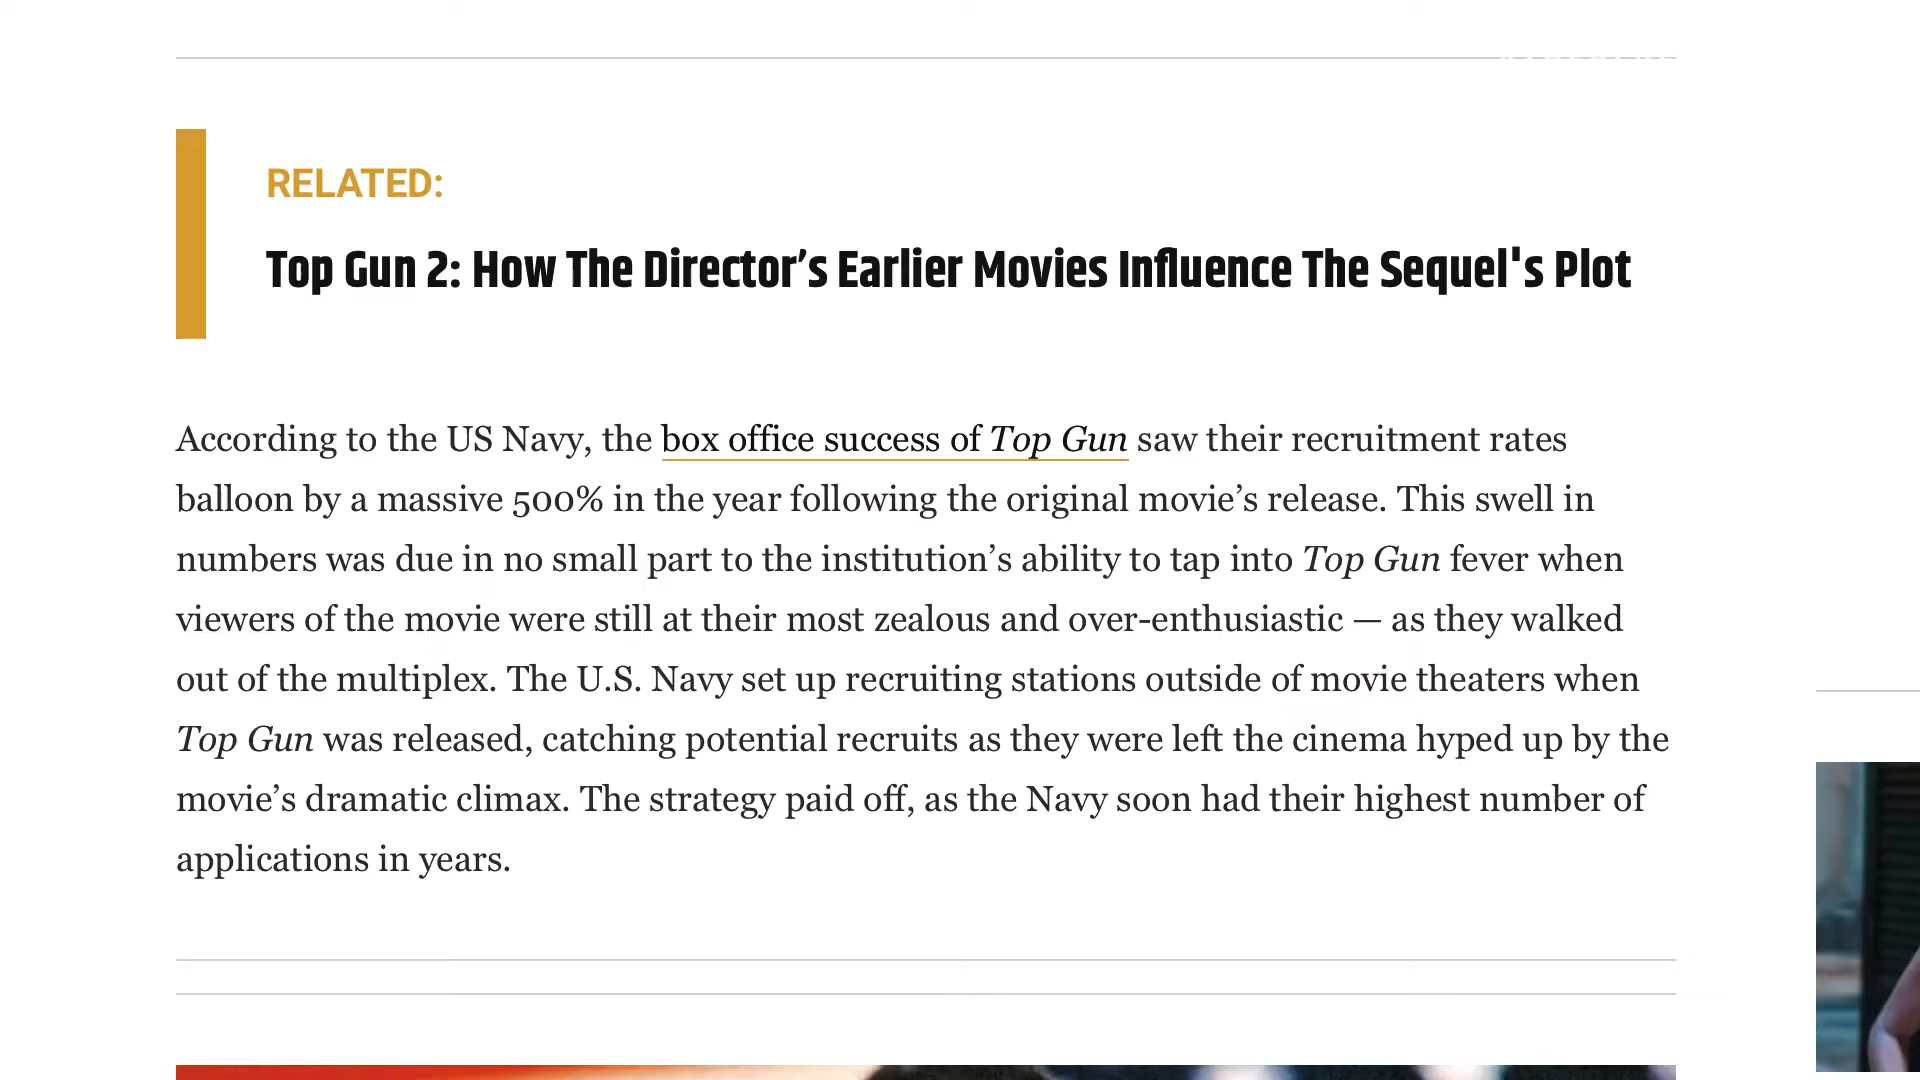 RELATED:
Top Gun 2: How The Director’s Earlier Movies Influence The Sequel's Plot
According to the US Navy, the box office success of Top Gun saw their recruitment rates
balloon by a massive 500% in the year following the original movie’s release. This swell in
numbers was due in no small part to the institution’s ability to tap into Top Gun fever when
viewers of the movie were still at their most zealous and over-enthusiastic — as they walked
out of the multiplex. The U.S. Navy set up recruiting stations outside of movie theaters when
Top Gun was released, catching potential recruits as they were left the cinema hyped up by the
movie’s dramatic climax. The strategy paid off, as the Navy soon had their highest number of
applications in years.